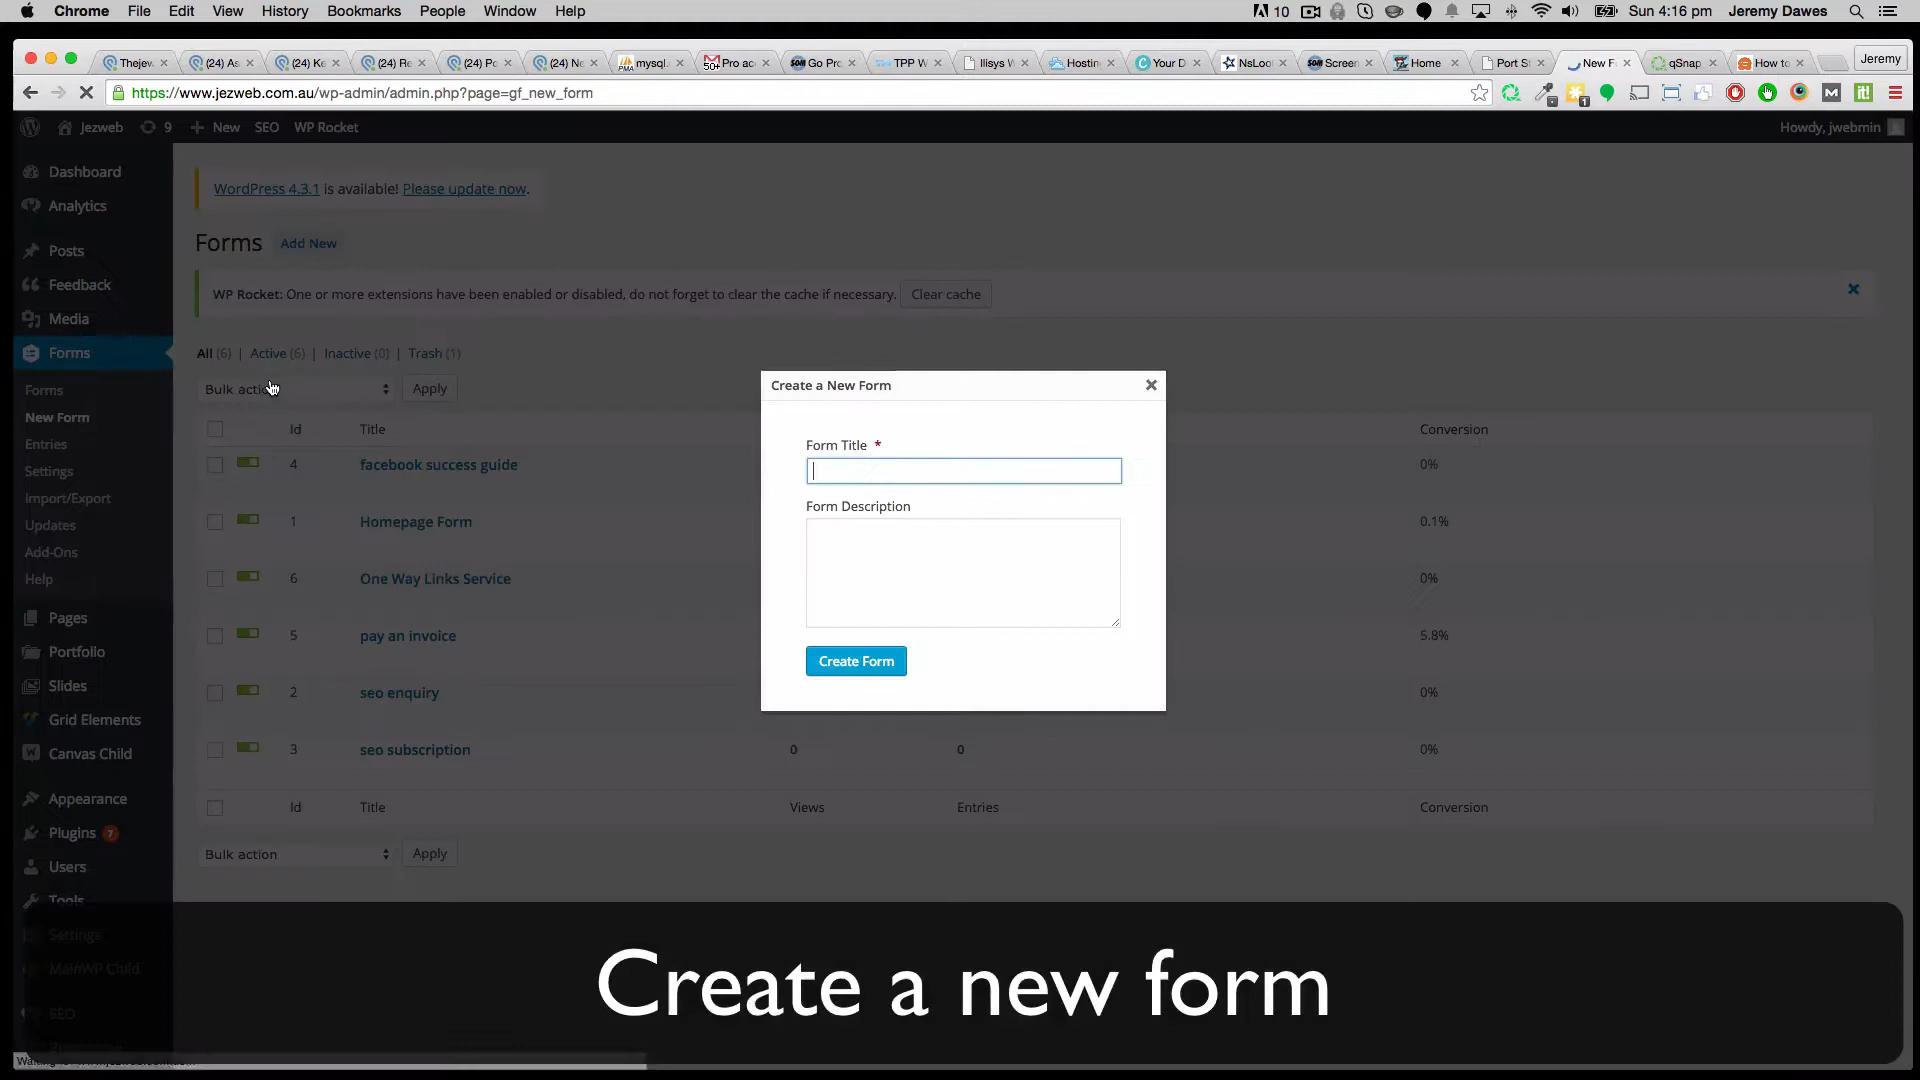 Chrome File Edit View History Bookmarks People Window Help
10 Sun 4:16 pm Jeremy Dawes
Thejew (24) As (24) Ke (24) Re (24) Po (24) Ne mysql. Pro ac Go Pro TPP W Ilisys W Hosting Your D NsLoo Screen Home Port S New F qSnap How to Jeremy
https://www.jezweb.com.au/wp-admin/admin.php?page=gf_new_form
Jezweb 9 New SEO WP Rocket Howdy, jwebmin
Dashboard
Analytics
Posts
Feedback
Media
Forms
Forms
New Form
Entries
Settings
Import/Export
Updates
Add-Ons
Help
Pages
Portfolio
Slides
Grid Elements
Canvas Child
Appearance
Plugins 7
Users
Tools
Settings
MainWP Child
SEO
WordPress 4.3.1 is available! Please update now.
Forms Add New
WP Rocket: One or more extensions have been enabled or disabled, do not forget to clear the cache if necessary. Clear cache
All (6) | Active (6) | Inactive (0) | Trash (1)
Bulk action Apply
Id Title Conversion
4 facebook success guide 0%
1 Homepage Form 0.1%
6 One Way Links Service 0%
5 pay an invoice 5.8%
2 seo enquiry 0%
3 seo subscription 0 0 0%
Id Title Views Entries Conversion
Bulk action Apply
Create a New Form
Form Title *
Form Description
Create Form
Create a new form